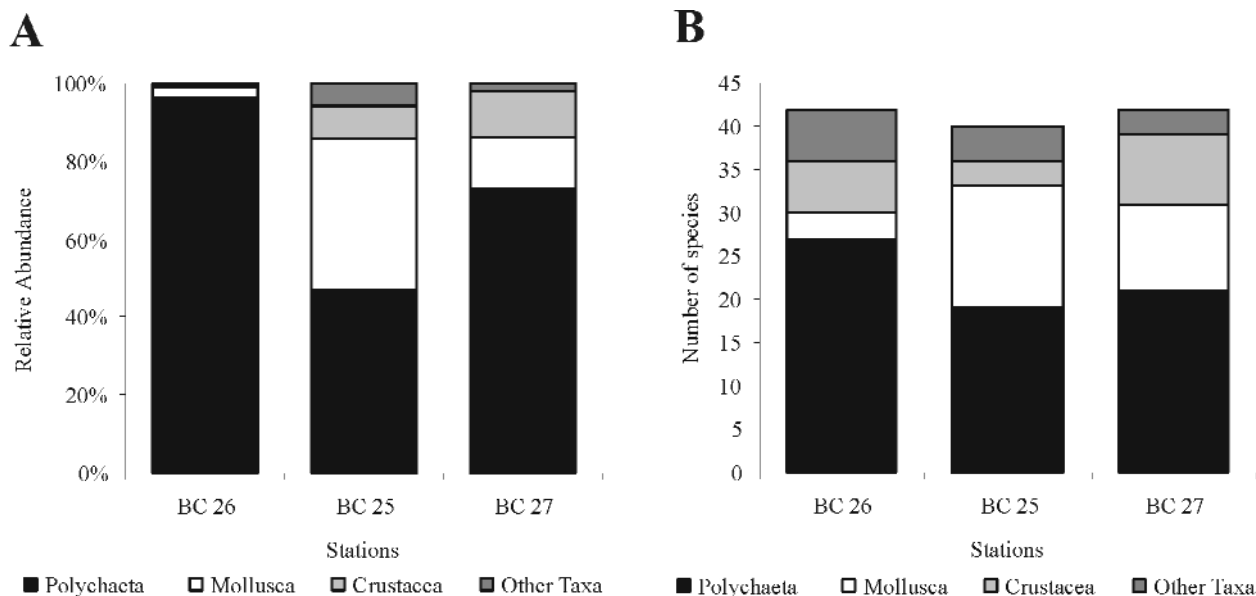 A
Relative Abundance
100%
80%
60%
40%
20%
0%
BC 26 BC 25 BC 27
Stations
Polychaeta Mollusca Crustacea Other Taxa
B
Number of species
45
40
35
30
25
20
15
10
5
0
BC 26 BC 25 BC 27
Stations
Polychaeta Mollusca Crustacea Other Taxa